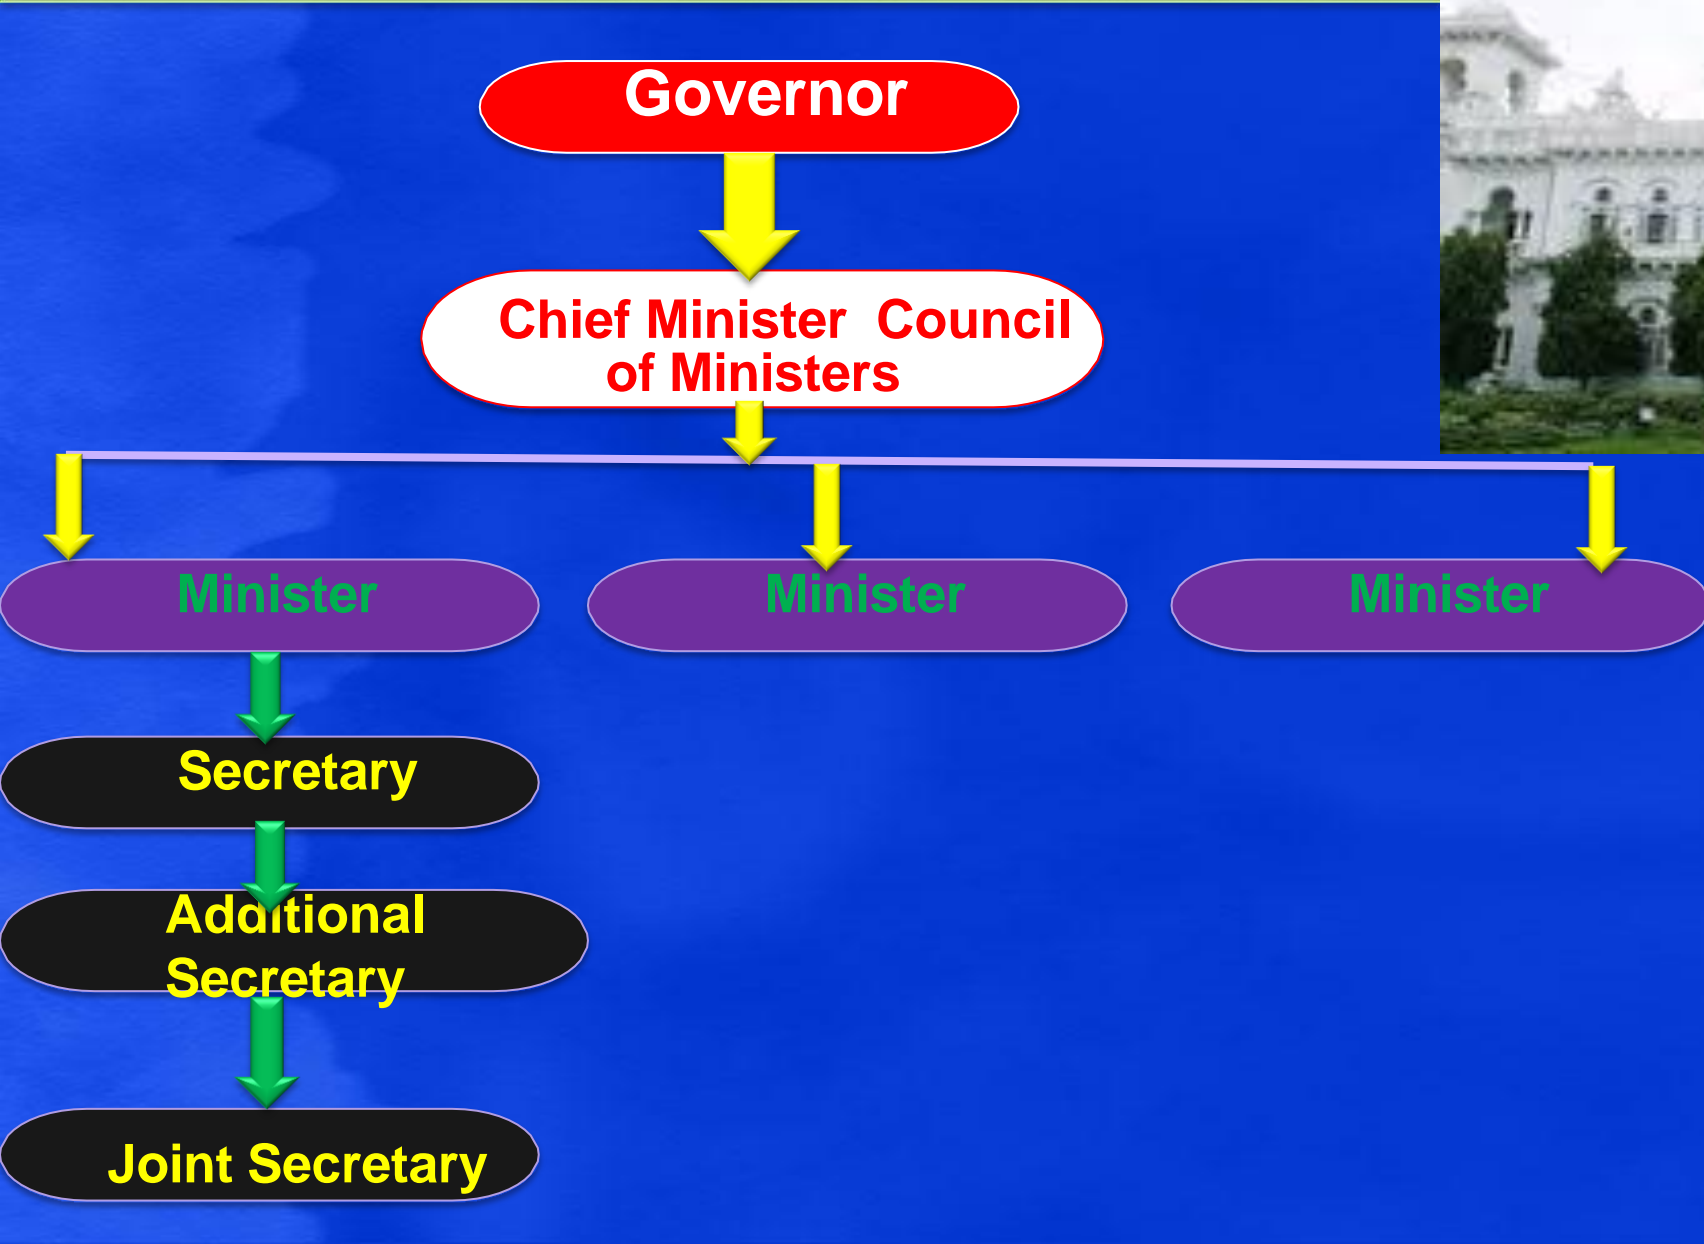 Governor
Chief Minister Council
of Ministers
Minister
Minister
Minister
Secretary
Additional
Secretary
Joint Secretary